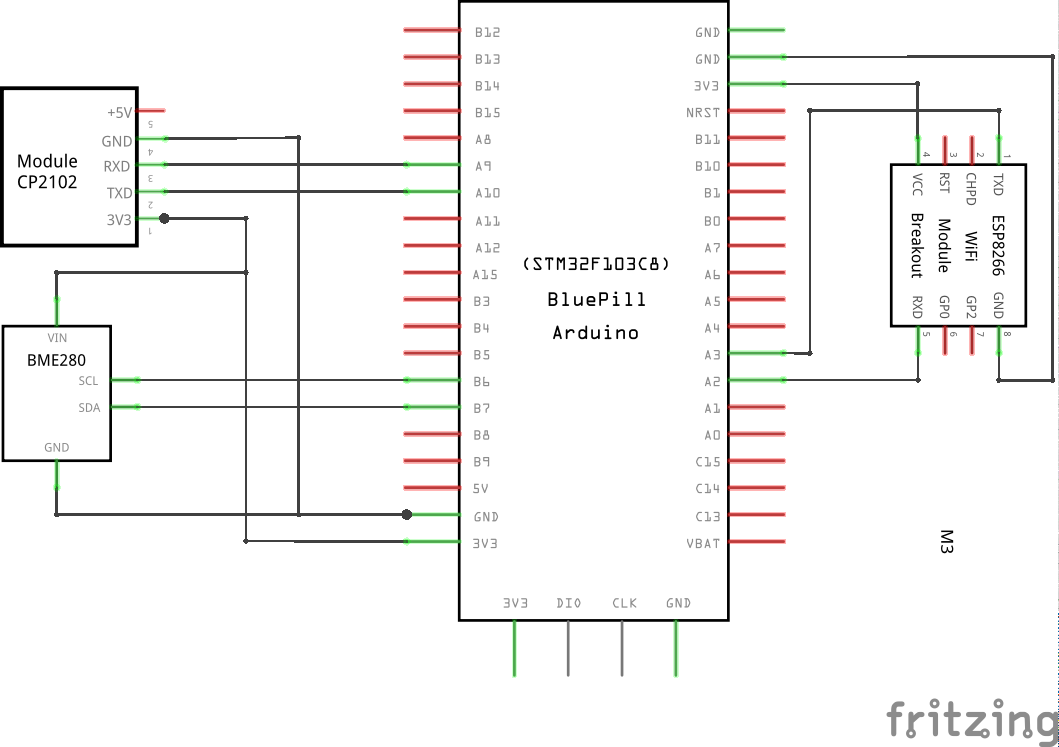 +5V
5
GND
4
RXD
3
TXD
2
3V3
1
Module
CP2102
VIN
BME280
SCL
SDA
GND
B12
B13
B14
B15
A8
A9
A10
A11
A12
A15
B3
B4
B5
B6
B7
B8
B9
5V
GND
3V3
(STM32F103C8)
BluePill
Arduino
GND
GND
3V3
NRST
B11
B10
B1
B0
A7
A6
A5
A4
A3
A2
A1
A0
C15
C14
C13
VBAT
3V3 DIO CLK GND
4 3 2 1
VCC RST CHPD TXD
ESP8266
WiFi
Module
Breakout
RXD GP0 GP2 GND
5 6 7 8
M3
fritzing